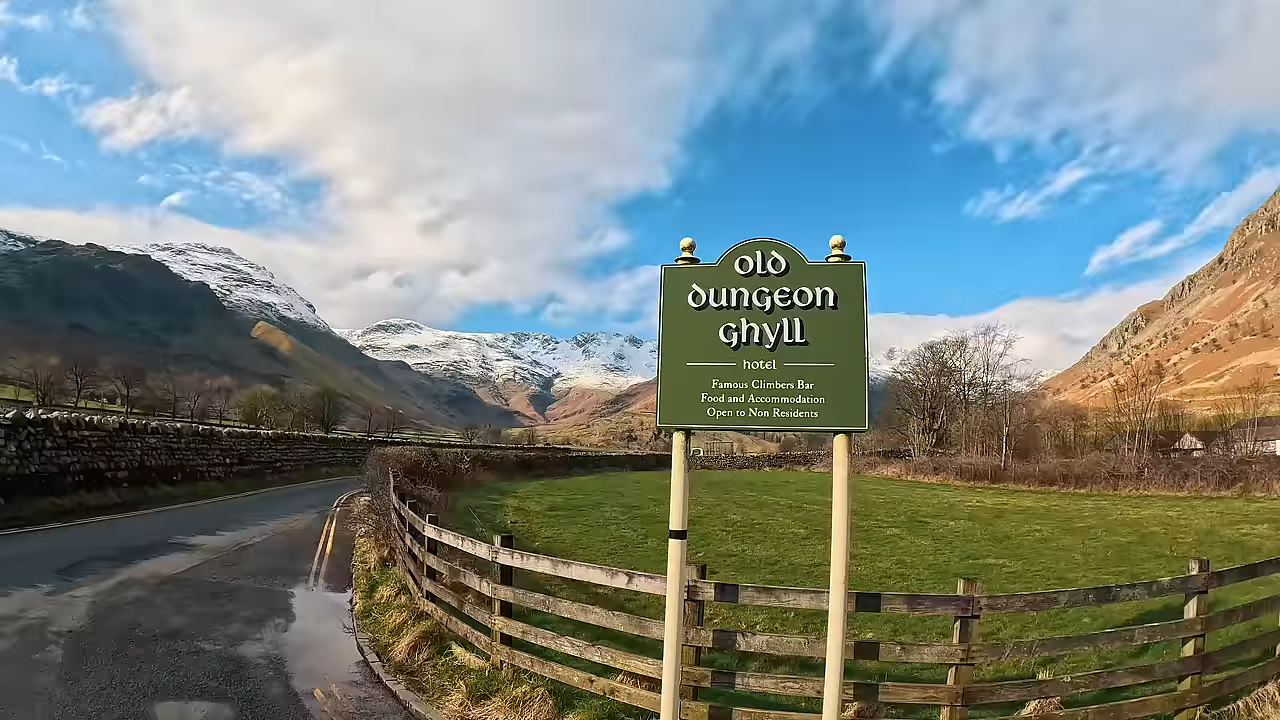 old
dungeon
ghyll
hotel
Famous Climbers Bar
Food and Accommodation
Open to Non Residents